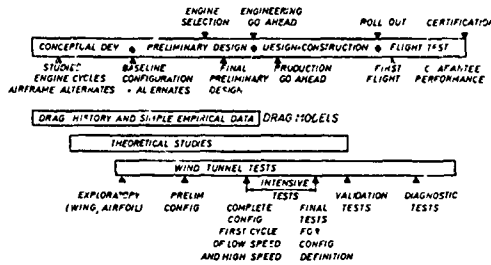 ENGINE SELECTION
ENGINEERING GO AHEAD
ROLL OUT
CERTIFICATION
CONCEPTUAL DEV
PRELIMINARY DESIGN
DESIGN+CONSTRUCTION
FLIGHT TEST
STUDIES
ENGINE CYCLES
AIRFRAME ALTERNATES
BASELINE
CONFIGURATION
+ ALTERNATES
FINAL
PRELIMINARY
DESIGN
PRODUCTION
GO AHEAD
FIRST
FLIGHT
PERFORMANCE
DRAG HISTORY AND SIMPLE EMPIRICAL DATA
DRAG MODELS
THEORETICAL STUDIES
WIND TUNNEL TESTS
EXPLORATORY
(WING, AIRFOIL)
PRELIM
CONFIG
INTENSIVE
TESTS
COMPLETE
CONFIG
FIRST CYCLE
OF LOW SPEED
AND HIGH SPEED
FINAL
TESTS
FOR
CONFIG
DEFINITION
VALIDATION
TESTS
DIAGNOSTIC
TESTS